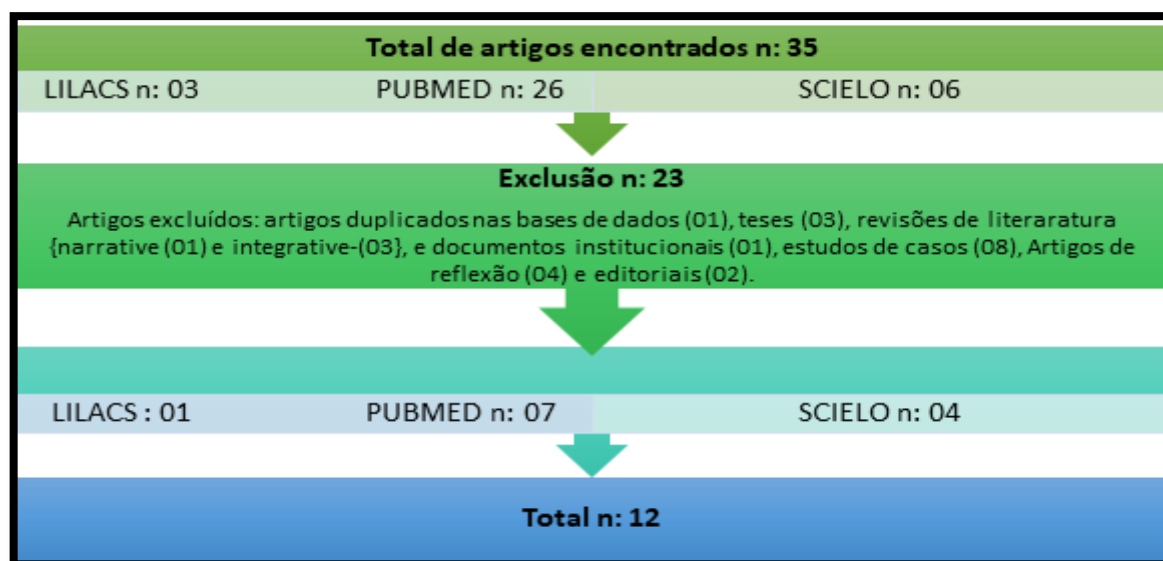 Total de artigos encontrados n: 35
LILACS n: 03 PUBMED n: 26 SCIELO n: 06
Exclusão n: 23
Artigos excluídos: artigos duplicados nas bases de dados (01), teses (03), revisões de literaratura
{narrative (01) e integrative-(03}, e documentos institucionais (01), estudos de casos (08), Artigos de
reflexão (04) e editoriais (02).
LILACS : 01 PUBMED n: 07 SCIELO n: 04
Total n: 12